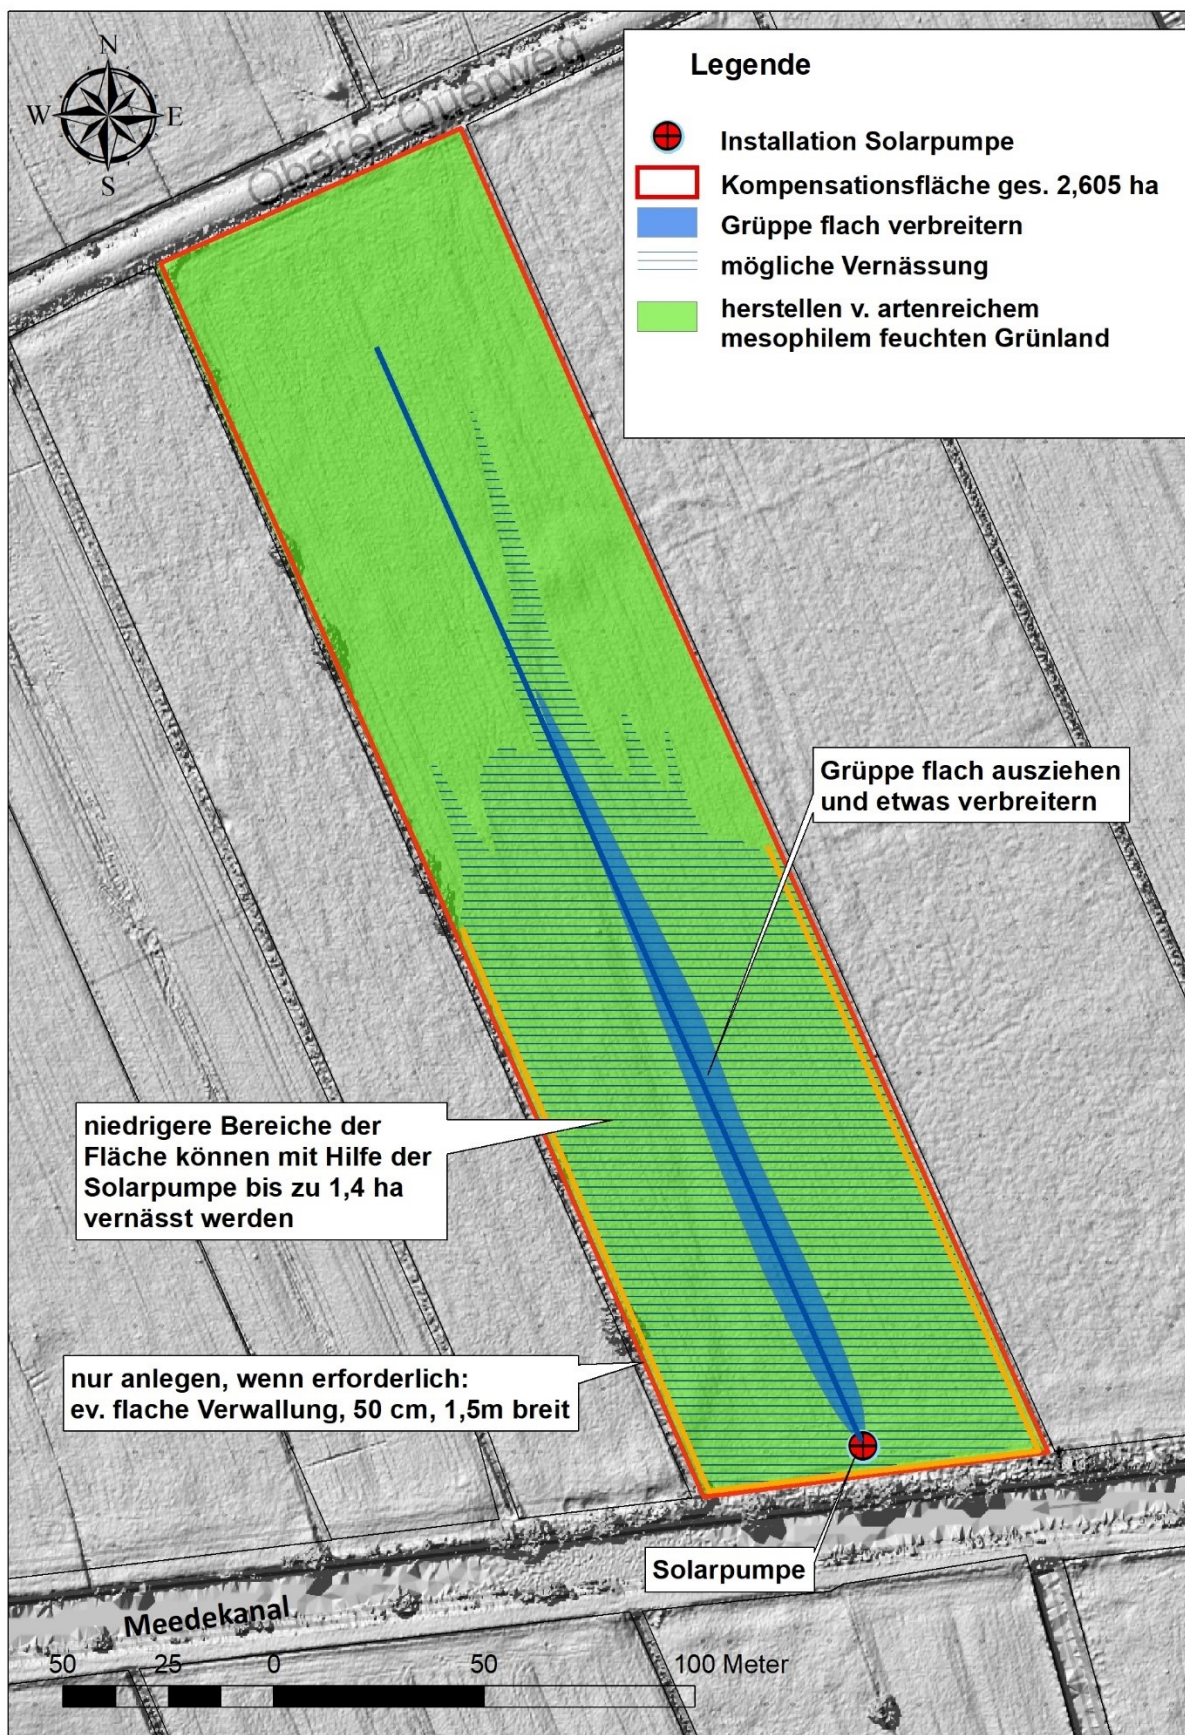 N
W
E
S
Oberer Querweg
Legende
Installation Solarpumpe
Kompensationsfläche ges. 2,605 ha
Grüppe flach verbreitern
mögliche Vernässung
herstellen v. artenreichem
mesophilem feuchten Grünland
Grüppe flach ausziehen
und etwas verbreitern
niedrigere Bereiche der
Fläche können mit Hilfe der
Solarpumpe bis zu 1,4 ha
vernässt werden
nur anlegen, wenn erforderlich:
ev. flache Verwallung, 50 cm, 1,5m breit
Solarpumpe
Meedekanal
50 25 0 50 100 Meter